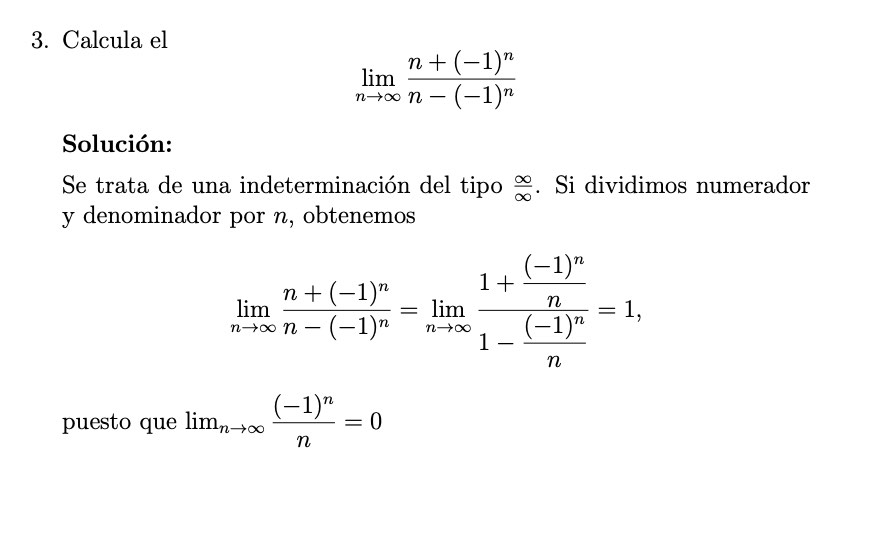 3. Calcula el
$$\lim_{n\to\infty} \frac{n+(-1)^n}{n-(-1)^n}$$
Solución:
Se trata de una indeterminación del tipo $\frac{\infty}{\infty}$. Si dividimos numerador
y denominador por $n$, obtenemos
$$\lim_{n\to\infty} \frac{n+(-1)^n}{n-(-1)^n} = \lim_{n\to\infty} \frac{1+\dfrac{(-1)^n}{n}}{1-\dfrac{(-1)^n}{n}} = 1,$$
puesto que $\lim_{n\to\infty} \dfrac{(-1)^n}{n} = 0$